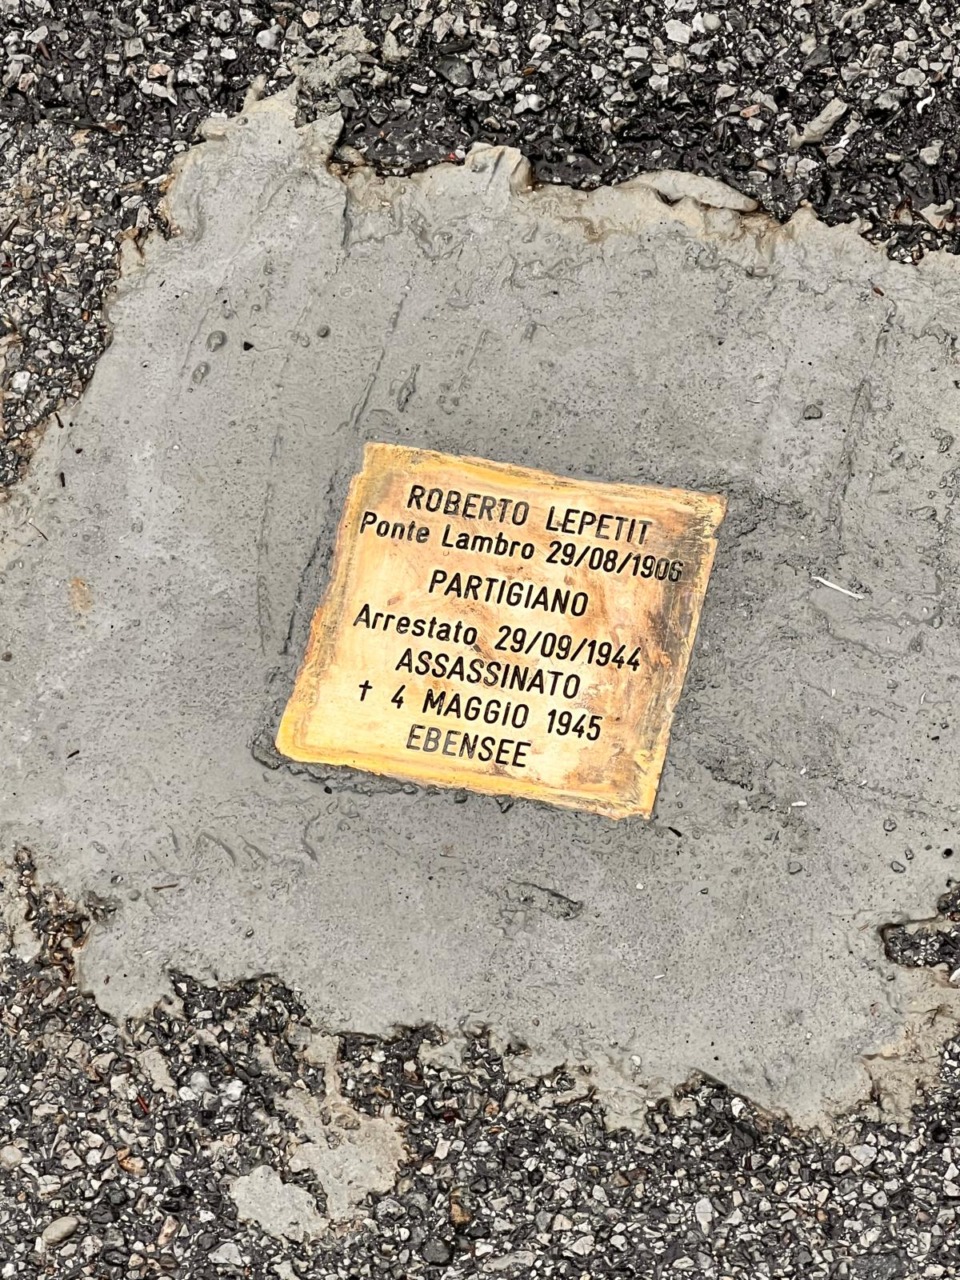 ROBERTO LEPETIT
Ponte Lambro 29/08/1906
PARTIGIANO
Arrestato 29/09/1944
ASSASSINATO
† 4 MAGGIO 1945
EBENSEE